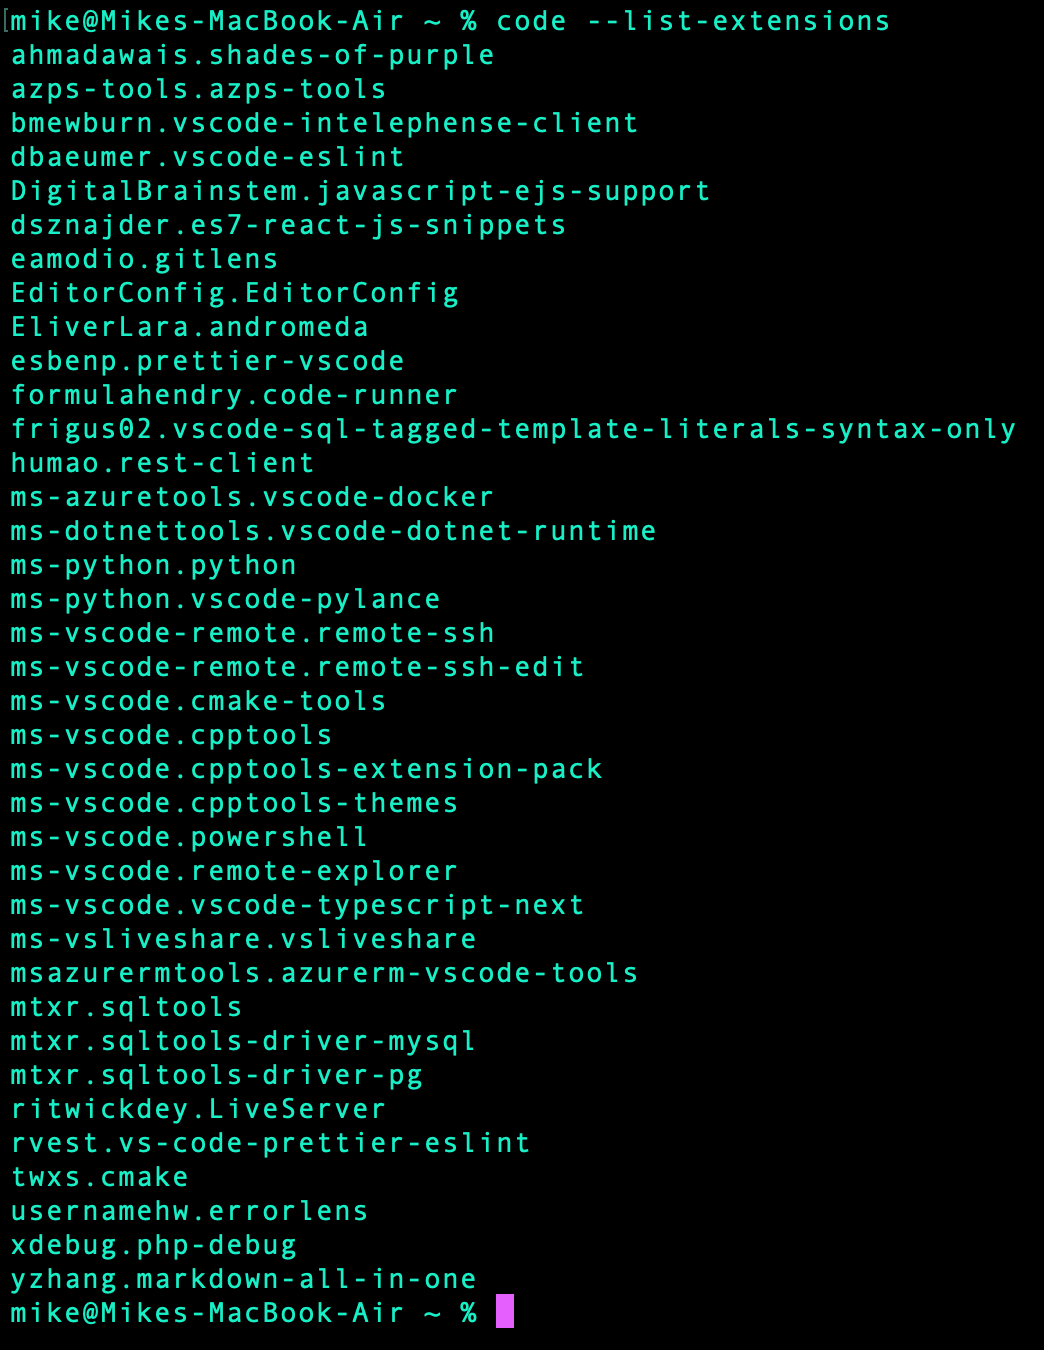 [mike@Mikes-MacBook-Air ~ % code --list-extensions
ahmadawais.shades-of-purple
azps-tools.azps-tools
bmewburn.vscode-intelephense-client
dbaeumer.vscode-eslint
DigitalBrainstem.javascript-ejs-support
dsznajder.es7-react-js-snippets
eamodio.gitlens
EditorConfig.EditorConfig
EliverLara.andromeda
esbenp.prettier-vscode
formulahendry.code-runner
frigus02.vscode-sql-tagged-template-literals-syntax-only
humao.rest-client
ms-azuretools.vscode-docker
ms-dotnettools.vscode-dotnet-runtime
ms-python.python
ms-python.vscode-pylance
ms-vscode-remote.remote-ssh
ms-vscode-remote.remote-ssh-edit
ms-vscode.cmake-tools
ms-vscode.cpptools
ms-vscode.cpptools-extension-pack
ms-vscode.cpptools-themes
ms-vscode.powershell
ms-vscode.remote-explorer
ms-vscode.vscode-typescript-next
ms-vsliveshare.vsliveshare
msazurermtools.azurerm-vscode-tools
mtxr.sqltools
mtxr.sqltools-driver-mysql
mtxr.sqltools-driver-pg
ritwickdey.LiveServer
rvest.vs-code-prettier-eslint
twxs.cmake
usernamehw.errorlens
xdebug.php-debug
yzhang.markdown-all-in-one
mike@Mikes-MacBook-Air ~ %